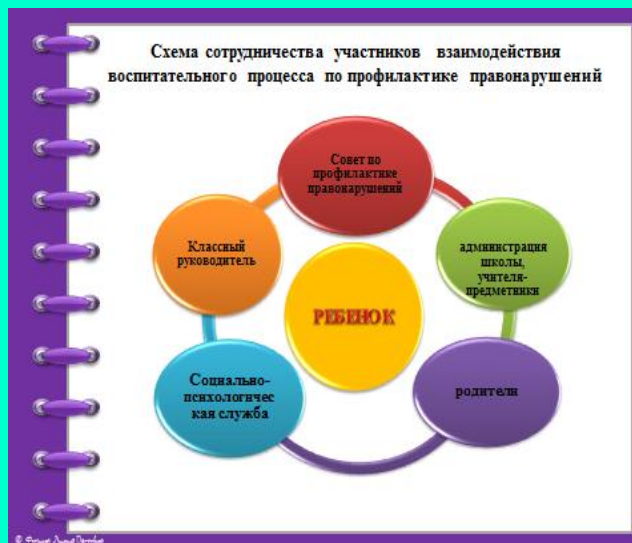 Схема сотрудничества участников взаимодействия
воспитательного процесса по профилактике правонарушений
Совет по
профилактике
правонарушений
Классный
руководитель
администрация
школы,
учителя-
предметники
РЕБЕНОК
Социально-
психологичес
кая служба
родители